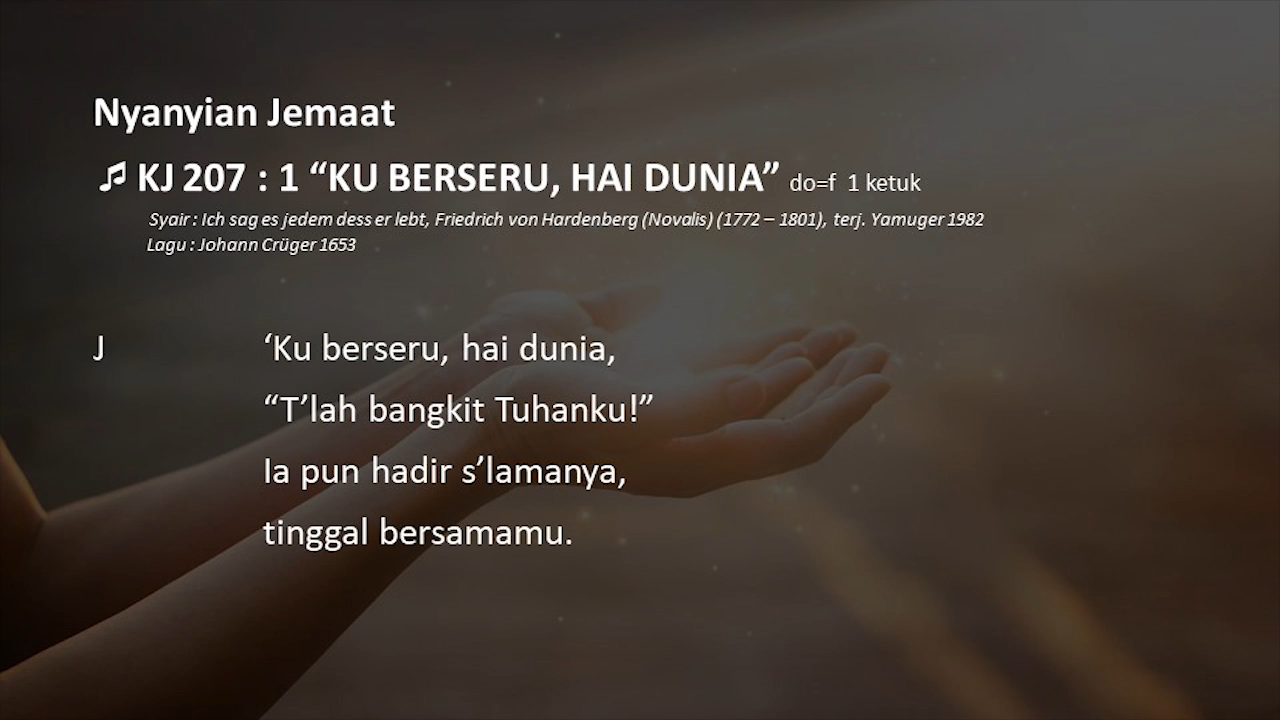 Nyanyian Jemaat
♫ KJ 207 : 1 “KU BERSERU, HAI DUNIA” do=f 1 ketuk
Syair : Ich sag es jedem dess er lebt, Friedrich von Hardenberg (Novalis) (1772 – 1801), terj. Yamuger 1982
Lagu : Johann Crüger 1653
J ‘Ku berseru, hai dunia,
“T’lah bangkit Tuhanku!”
Ia pun hadir s’lamanya,
tinggal bersamamu.